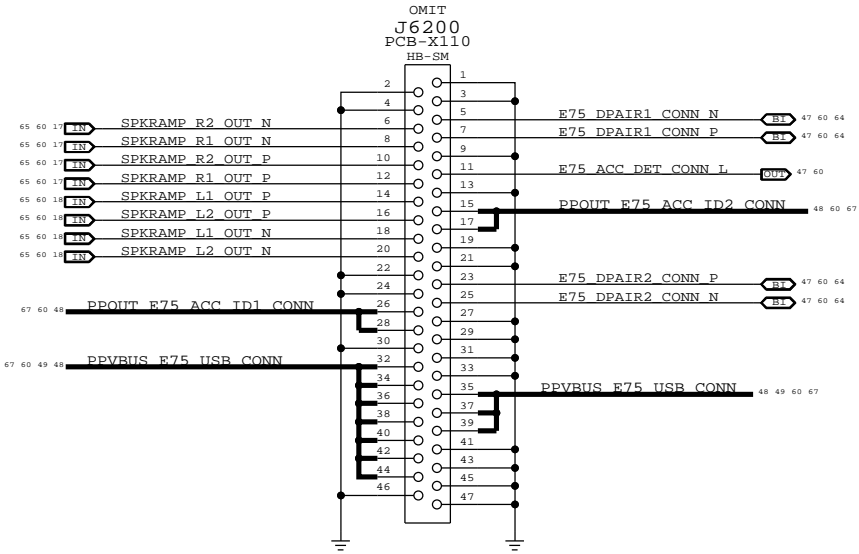 OMIT
J6200
PCB-X110
HB-SM
1
2
3
4
5 E75_DPAIR1_CONN_N BI 47 60 64
65 60 17 IN SPKRAMP_R2_OUT_N 6
7 E75_DPAIR1_CONN_P BI 47 60 64
65 60 17 IN SPKRAMP_R1_OUT_N 8
9
65 60 17 IN SPKRAMP_R2_OUT_P 10
11 E75_ACC_DET_CONN_L OUT 47 60
65 60 17 IN SPKRAMP_R1_OUT_P 12
13
65 60 18 IN SPKRAMP_L1_OUT_P 14
15 PPOUT_E75_ACC_ID2_CONN 48 60 67
65 60 18 IN SPKRAMP_L2_OUT_P 16
17
65 60 18 IN SPKRAMP_L1_OUT_N 18
19
65 60 18 IN SPKRAMP_L2_OUT_N 20
21
22
23 E75_DPAIR2_CONN_P BI 47 60 64
24
25 E75_DPAIR2_CONN_N BI 47 60 64
67 60 48 PPOUT_E75_ACC_ID1_CONN 26
27
28
29
30
31
67 60 49 48 PPVBUS_E75_USB_CONN 32
33
34
35 PPVBUS_E75_USB_CONN 48 49 60 67
36
37
38
39
40
41
42
43
44
45
46
47